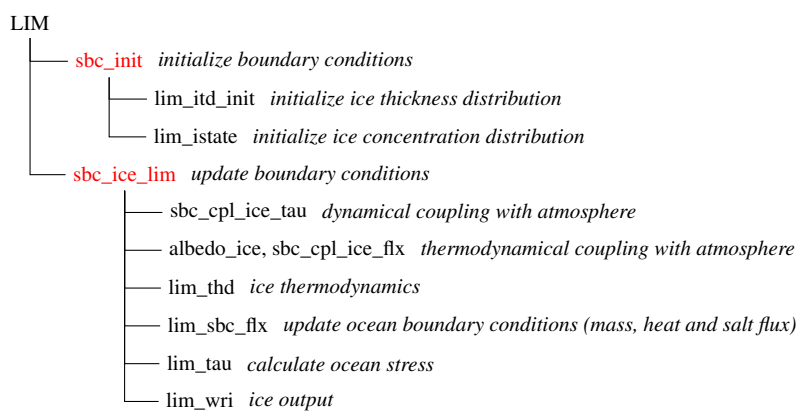 LIM
sbc_init initialize boundary conditions
lim_itd_init initialize ice thickness distribution
lim_istate initialize ice concentration distribution
sbc_ice_lim update boundary conditions
sbc_cpl_ice_tau dynamical coupling with atmosphere
albedo_ice, sbc_cpl_ice_flx thermodynamical coupling with atmosphere
lim_thd ice thermodynamics
lim_sbc_flx update ocean boundary conditions (mass, heat and salt flux)
lim_tau calculate ocean stress
lim_wri ice output